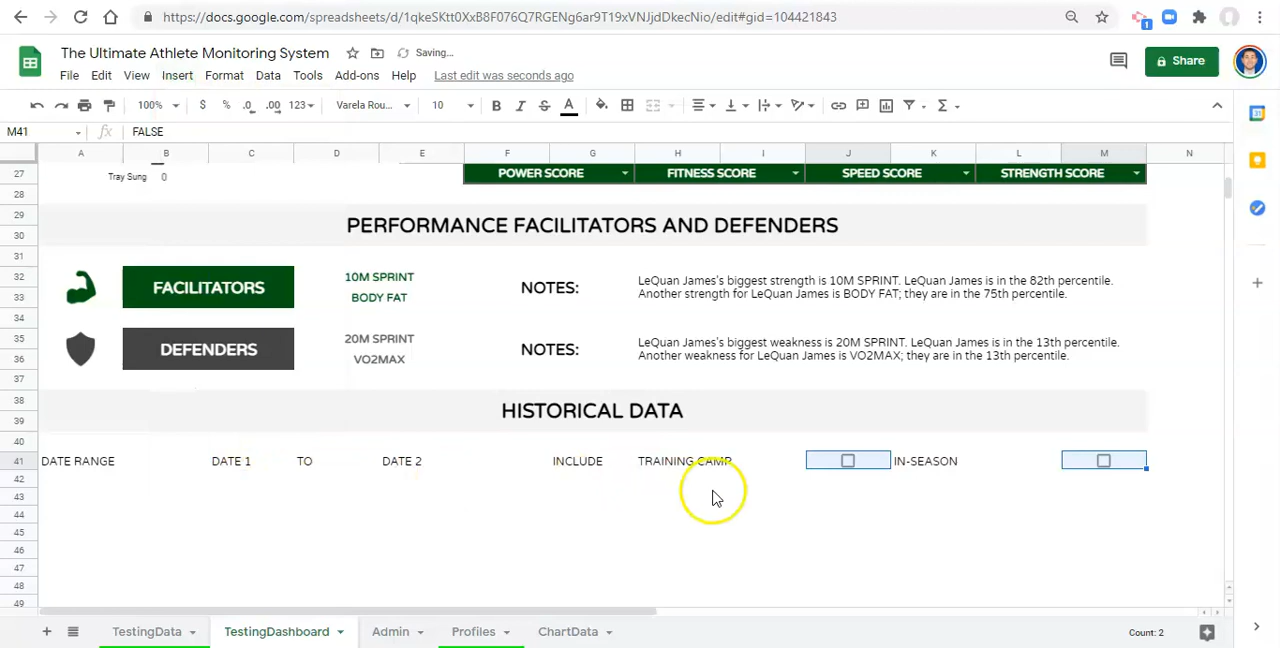 https://docs.google.com/spreadsheets/d/1qkeSKtt0XxB8F07Q7RGENg6ar9T19xVNJjdDkecNio/edit#gid=104421843
1
The Ultimate Athlete Monitoring System
Saving...
File Edit View Insert Format Data Tools Add-ons Help Last edit was seconds ago
Share
100% $ % .0 .00 123 Varela Rou... 10 B I S A Σ
M41 fx FALSE
A B C D E F G H I J K L M N
27 POWER SCORE FITNESS SCORE SPEED SCORE STRENGTH SCORE
Tray Sung 0
28
29
PERFORMANCE FACILITATORS AND DEFENDERS
30
31
32 FACILITATORS 10M SPRINT NOTES: LeQuan James's biggest strength is 10M SPRINT. LeQuan James is in the 82th percentile.
33 BODY FAT Another strength for LeQuan James is BODY FAT; they are in the 75th percentile.
34
35 DEFENDERS 20M SPRINT NOTES: LeQuan James's biggest weakness is 20M SPRINT. LeQuan James is in the 13th percentile.
36 VO2MAX Another weakness for LeQuan James is VO2MAX; they are in the 13th percentile.
37
38 HISTORICAL DATA
39
40
41 DATE RANGE DATE 1 TO DATE 2 INCLUDE TRAINING CAMP IN-SEASON
42
43
44
45
46
47
48
49
TestingData TestingDashboard Admin Profiles ChartData Count: 2